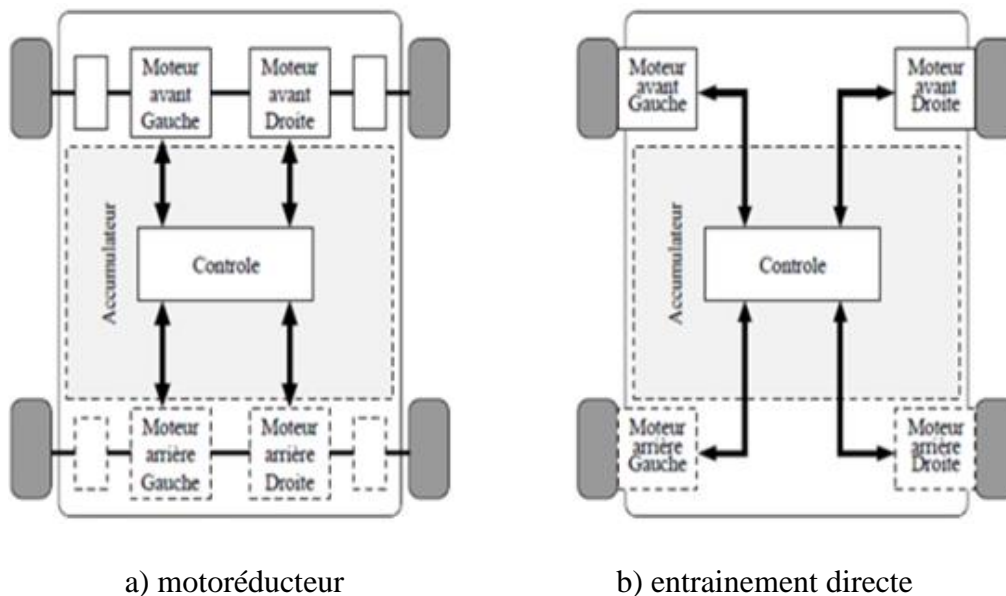 Moteur
avant
Gauche
Moteur
avant
Droite
Accumulateur
Controle
Moteur
arrière
Gauche
Moteur
arrière
Droite
Moteur
avant
Gauche
Moteur
avant
Droite
Accumulateur
Controle
Moteur
arrière
Gauche
Moteur
arrière
Droite
a) motoréducteur
b) entrainement directe